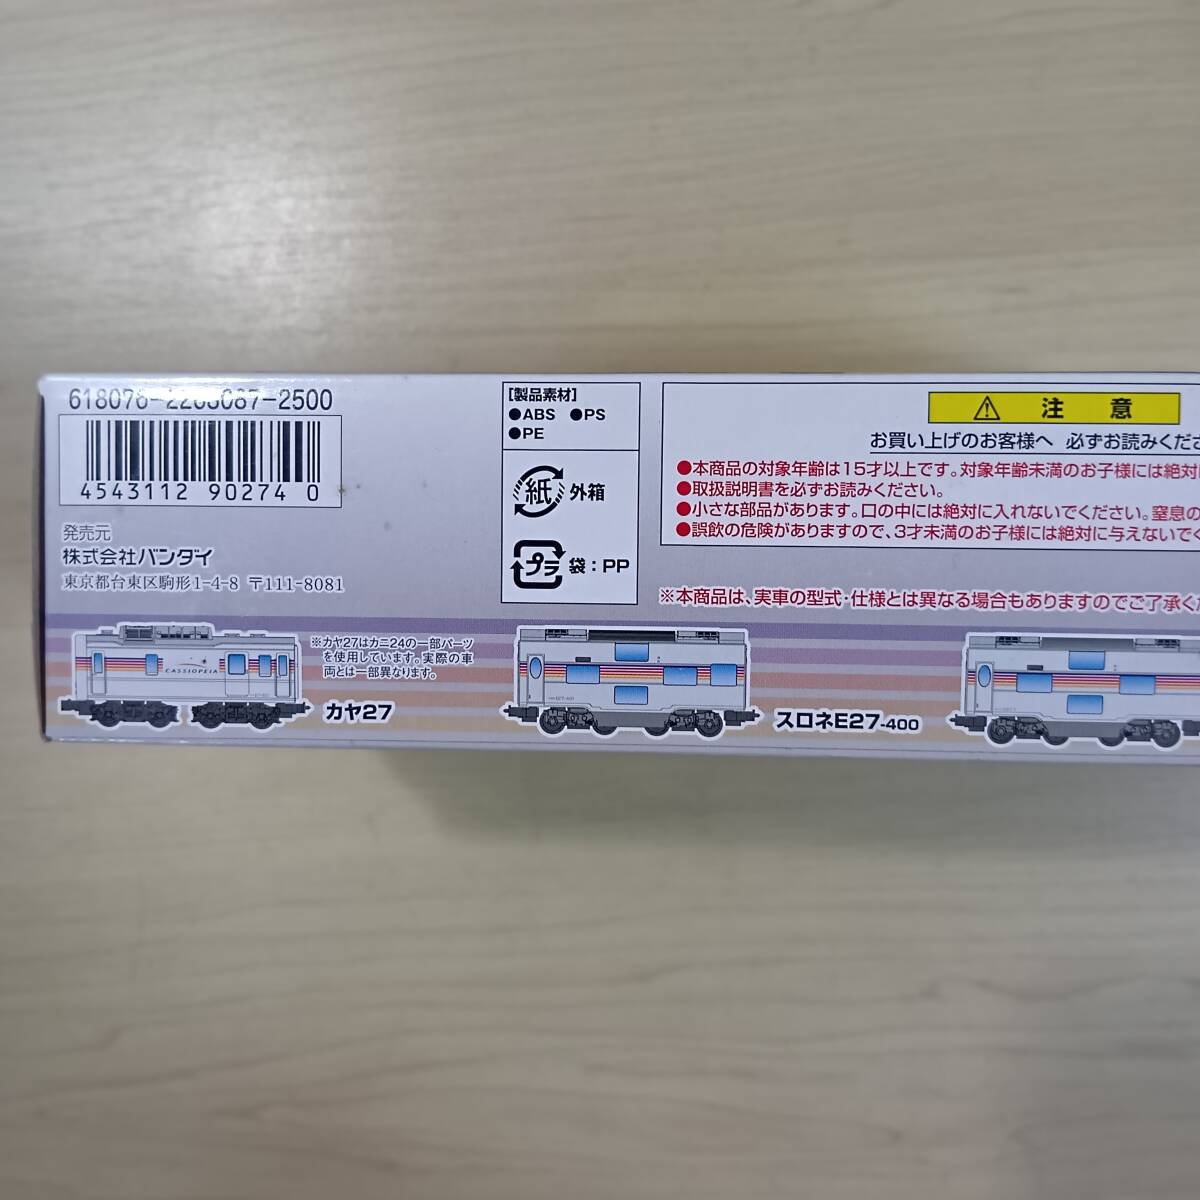 618076-2268087-2500
4543112 902740
発売元
株式会社バンダイ
東京都台東区駒形1-4-8 〒111-8081
[製品素材]
●ABS ●PS
●PE
紙 外箱
プラ 袋:PP
⚠ 注意
お買い上げのお客様へ 必ずお読みくださ
●本商品の対象年齢は15才以上です。対象年齢未満のお子様には絶対
●取扱説明書を必ずお読みください。
●小さな部品があります。口の中には絶対に入れないでください。窒息の
●誤飲の危険がありますので、3才未満のお子様には絶対に与えないでく
※本商品は、実車の型式・仕様とは異なる場合もありますのでご了承く
CASSIOPEIA
※カヤ27はカニ24の一部パーツ
を使用しています。実際の車
両とは一部異なります。
カヤ27
スロネE27-400